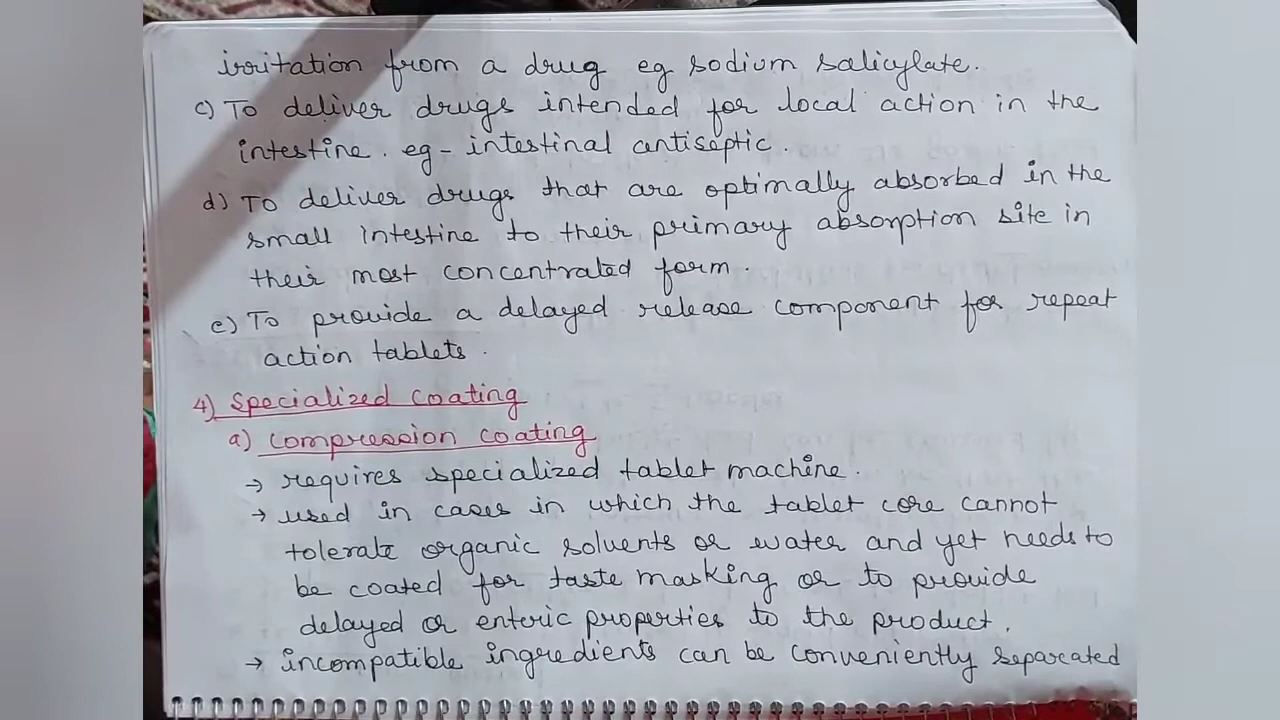 irritation from a drug eg sodium salicylate.
c) To deliver drugs intended for local action in the
intestine. eg - intestinal antiseptic.
d) To deliver drugs that are optimally absorbed in the
small intestine to their primary absorption site in
their most concentrated form.
e) To provide a delayed release component for repeat
action tablets.
4) Specialized coating
a) compression coating
→ requires specialized tablet machine.
→ used in cases in which the tablet core cannot
tolerate organic solvents or water and yet needs to
be coated for taste masking or to provide
delayed or enteric properties to the product.
→ incompatible ingredients can be conveniently separated